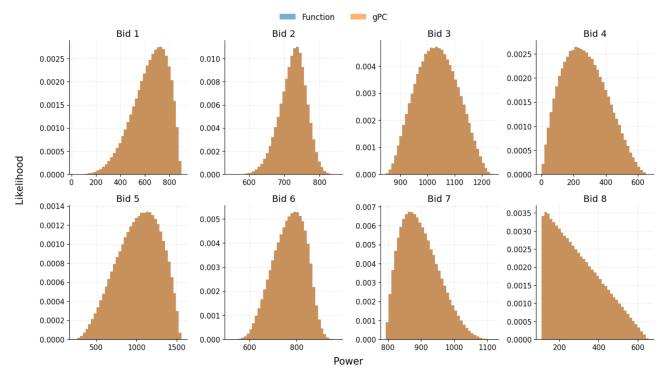 Function gPC
Bid 1 Bid 2 Bid 3 Bid 4
0.0025 0.0020 0.0015 0.0010 0.0005 0.0000
0 200 400 600 800
0.010 0.008 0.006 0.004 0.002 0.000
600 700 800
0.004 0.003 0.002 0.001 0.000
900 1000 1100 1200
0.0025 0.0020 0.0015 0.0010 0.0005 0.0000
0 200 400 600
Likelihood
Bid 5 Bid 6 Bid 7 Bid 8
0.0014 0.0012 0.0010 0.0008 0.0006 0.0004 0.0002 0.0000
500 1000 1500
0.005 0.004 0.003 0.002 0.001 0.000
600 800
0.007 0.006 0.005 0.004 0.003 0.002 0.001 0.000
800 900 1000 1100
0.0035 0.0030 0.0025 0.0020 0.0015 0.0010 0.0005 0.0000
200 400 600
Power